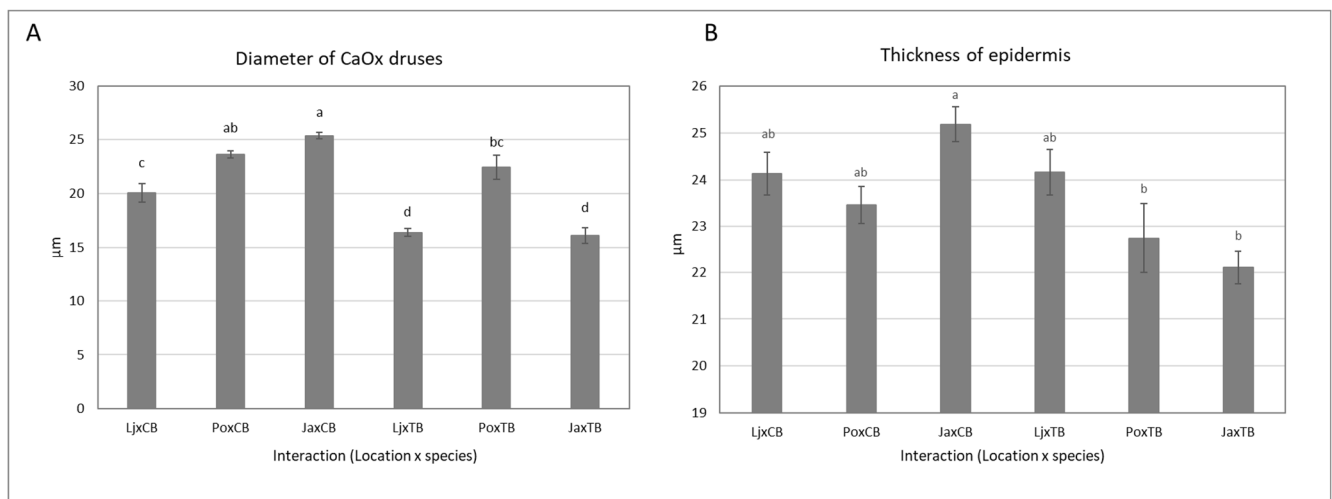 A
Diameter of CaOx druses
30
25
20
15
10
5
0
µm
c
ab
a
d
bc
d
LjxCB PoxCB JaxCB LjxTB PoxTB JaxTB
Interaction (Location x species)
B
Thickness of epidermis
26
25
24
23
22
21
20
19
µm
ab
ab
a
ab
b
b
LjxCB PoxCB JaxCB LjxTB PoxTB JaxTB
Interaction (Location x species)